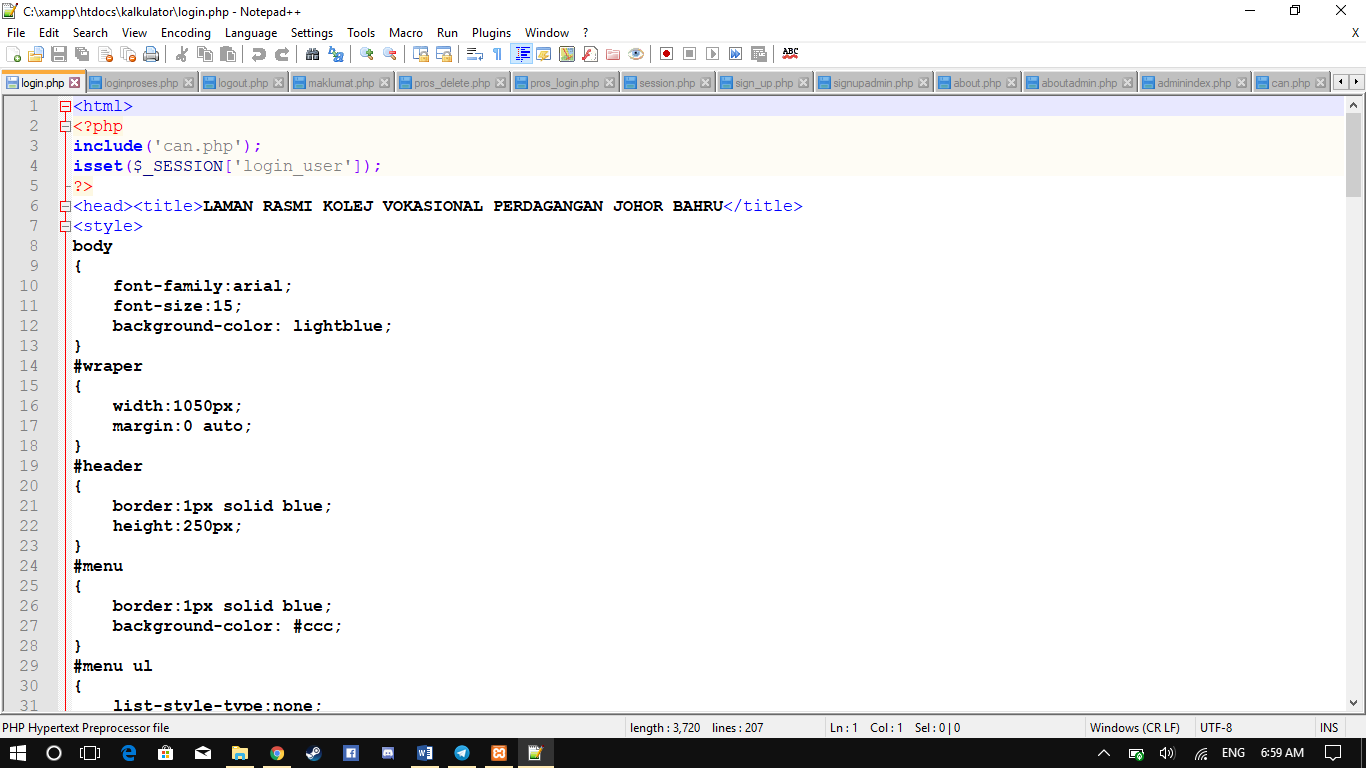 C:\xampp\htdocs\kalkulator\login.php - Notepad++
File Edit Search View Encoding Language Settings Tools Macro Run Plugins Window ? X
ABC
login.php loginproses.php logout.php maklumat.php pros_delete.php pros_login.php session.php sign_up.php signupadmin.php about.php aboutadmin.php adminindex.php can.php
1 <html>
2 <?php
3 include('can.php');
4 isset($_SESSION['login_user']);
5 ?>
6 <head><title>LAMAN RASMI KOLEJ VOKASIONAL PERDAGANGAN JOHOR BAHRU</title>
7 <style>
8 body
9 {
10 font-family:arial;
11 font-size:15;
12 background-color: lightblue;
13 }
14 #wraper
15 {
16 width:1050px;
17 margin:0 auto;
18 }
19 #header
20 {
21 border:1px solid blue;
22 height:250px;
23 }
24 #menu
25 {
26 border:1px solid blue;
27 background-color: #ccc;
28 }
29 #menu ul
30 {
31 list-style-type:none;
PHP Hypertext Preprocessor file length : 3,720 lines : 207 Ln : 1 Col : 1 Sel : 0 | 0 Windows (CR LF) UTF-8 INS
ENG 6:59 AM